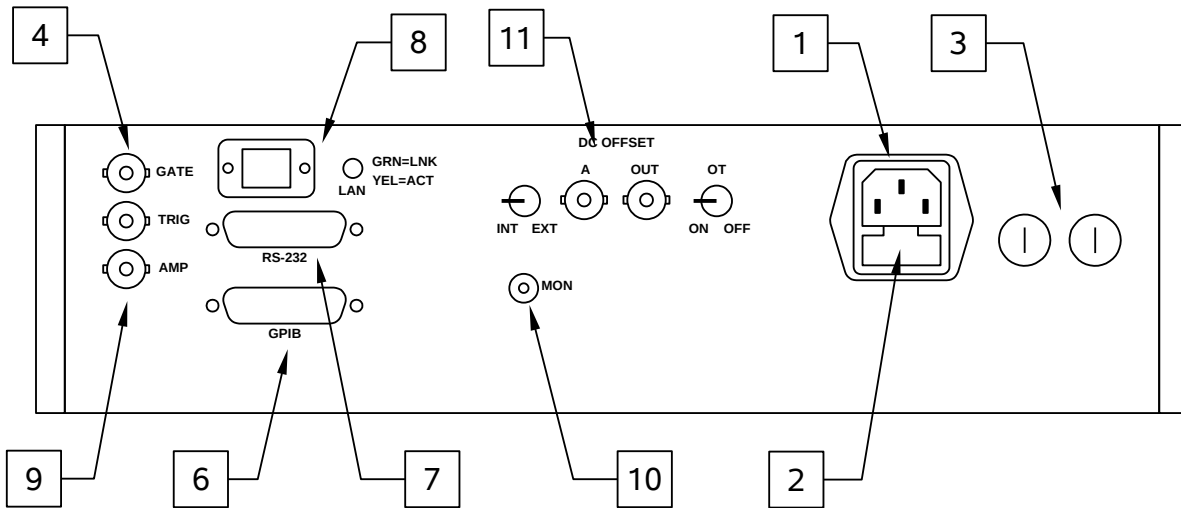 4
8
11
1
3
DC OFFSET
GATE
GRN=LNK
YEL=ACT
LAN
A
OUT
OT
TRIG
INT EXT
ON OFF
RS-232
AMP
MON
GPIB
9
6
7
10
2